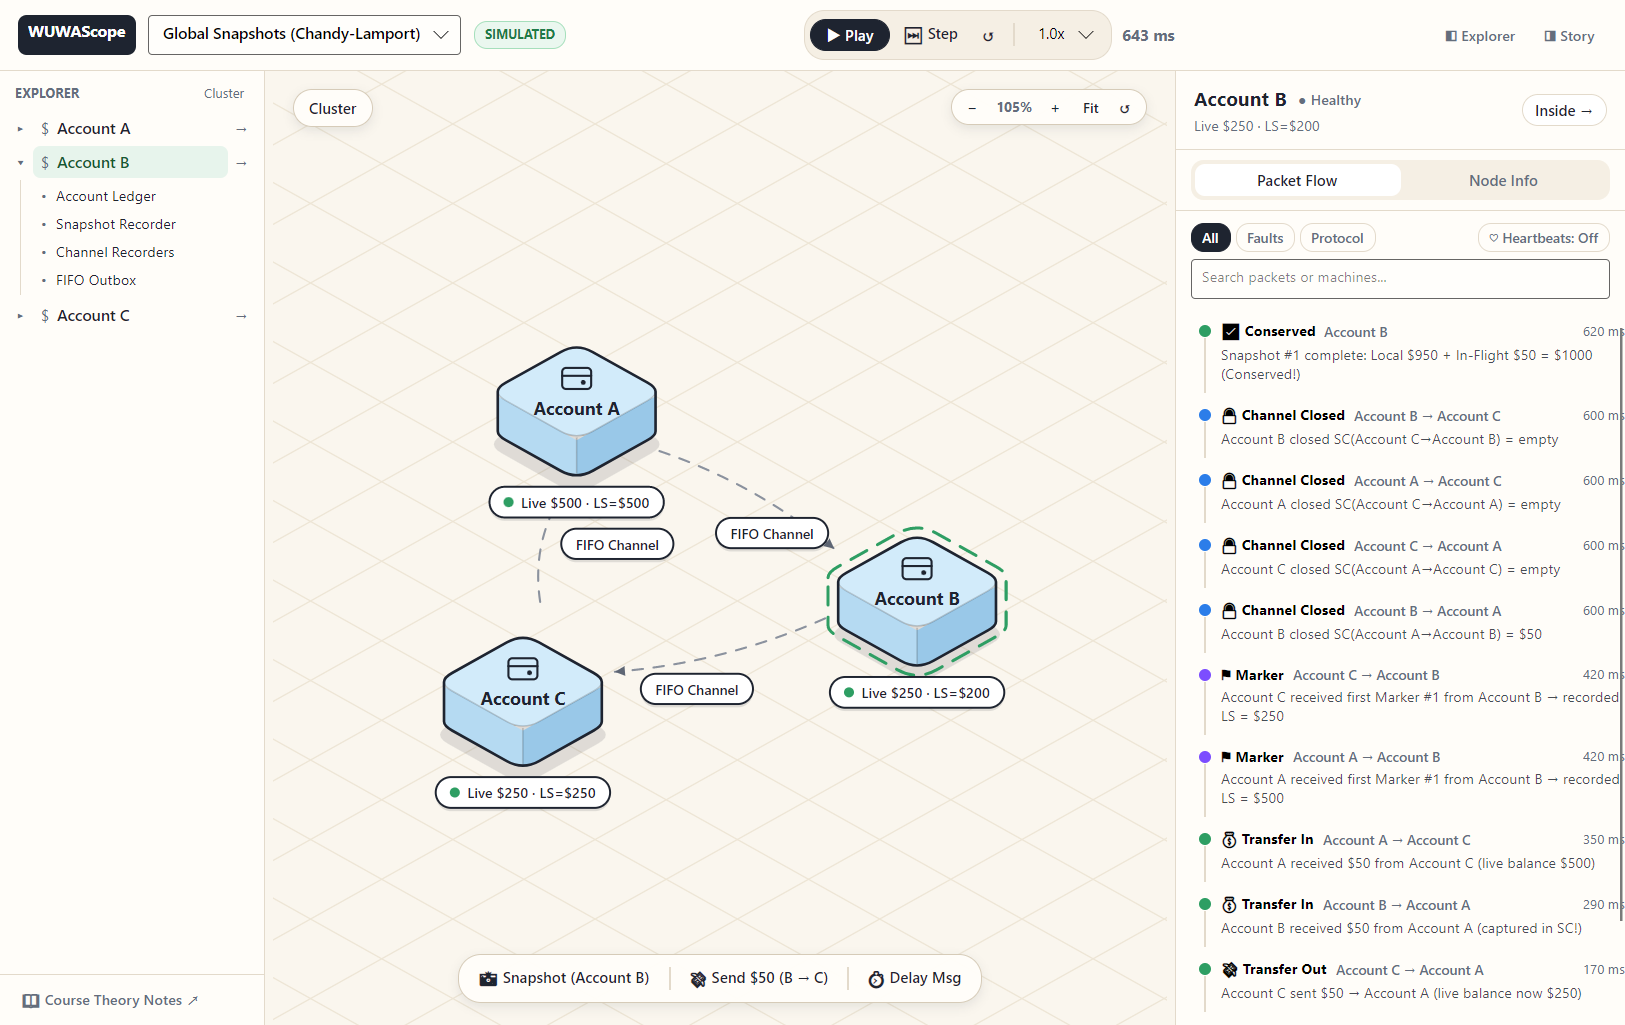 WUWAScope
Global Snapshots (Chandy-Lamport)
SIMULATED
Play
Step
↺
1.0x
643 ms
Explorer
Story
EXPLORER
Cluster
$ Account A →
$ Account B →
• Account Ledger
• Snapshot Recorder
• Channel Recorders
• FIFO Outbox
$ Account C →
Course Theory Notes ↗
Cluster
− 105% + Fit ↺
Account A
Live $500 · LS=$500
FIFO Channel
FIFO Channel
Account B
Live $250 · LS=$200
Account C
FIFO Channel
Live $250 · LS=$250
Snapshot (Account B)
Send $50 (B → C)
Delay Msg
Account B • Healthy
Live $250 · LS=$200
Inside →
Packet Flow
Node Info
All
Faults
Protocol
♡ Heartbeats: Off
Search packets or machines...
Conserved Account B 620 ms
Snapshot #1 complete: Local $950 + In-Flight $50 = $1000
(Conserved!)
Channel Closed Account B → Account C 600 ms
Account B closed SC(Account C→Account B) = empty
Channel Closed Account A → Account C 600 ms
Account A closed SC(Account C→Account A) = empty
Channel Closed Account C → Account A 600 ms
Account C closed SC(Account A→Account C) = empty
Channel Closed Account B → Account A 600 ms
Account B closed SC(Account A→Account B) = $50
Marker Account C → Account B 420 ms
Account C received first Marker #1 from Account B → recorded
LS = $250
Marker Account A → Account B 420 ms
Account A received first Marker #1 from Account B → recorded
LS = $500
Transfer In Account A → Account C 350 ms
Account A received $50 from Account C (live balance $500)
Transfer In Account B → Account A 290 ms
Account B received $50 from Account A (captured in SC!)
Transfer Out Account C → Account A 170 ms
Account C sent $50 → Account A (live balance now $250)